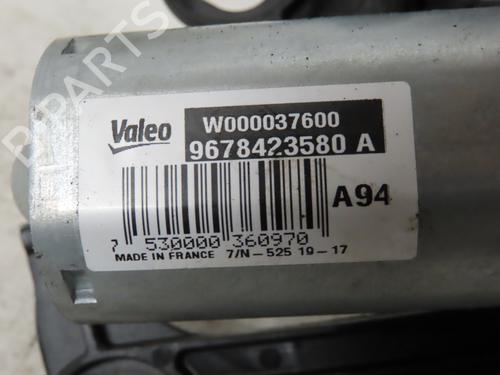 B-PARTS
Valeo
W000037600
9678423580 A
A94
7 530000 360970
MADE IN FRANCE 7/N-525 19-17